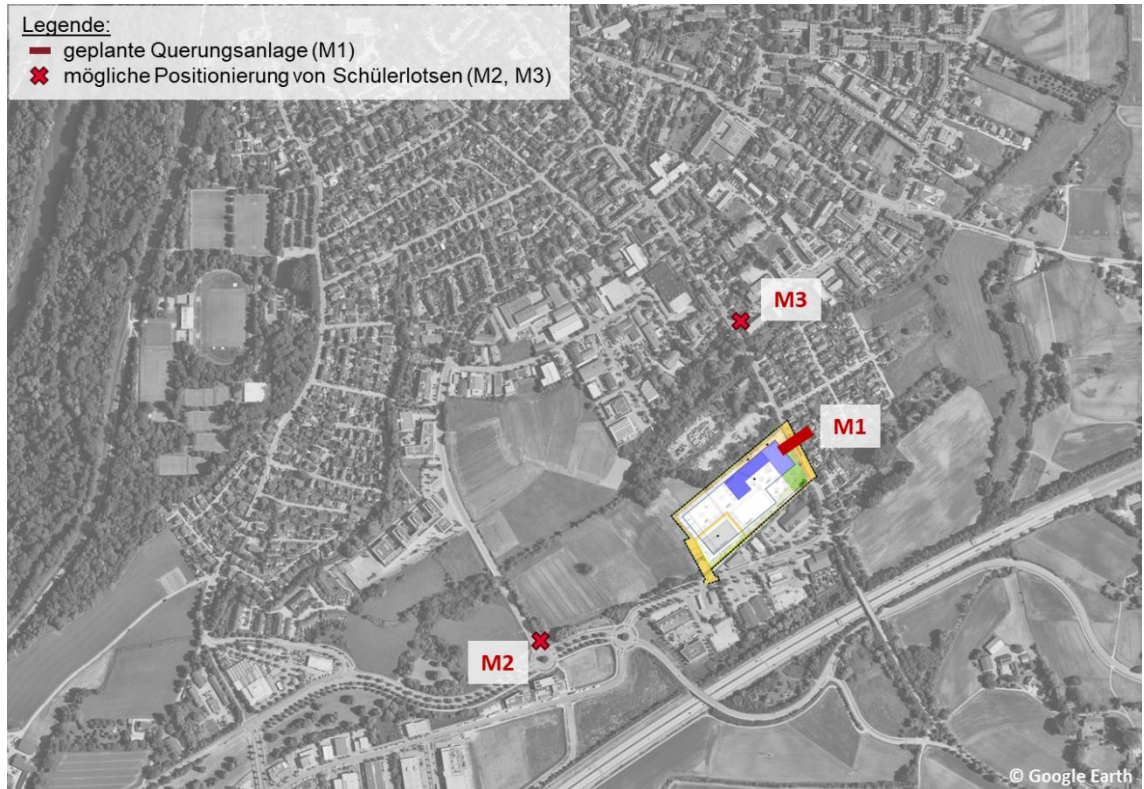 Legende:
geplante Querungsanlage (M1)
mögliche Positionierung von Schülerlotsen (M2, M3)
M3
M1
M2
© Google Earth